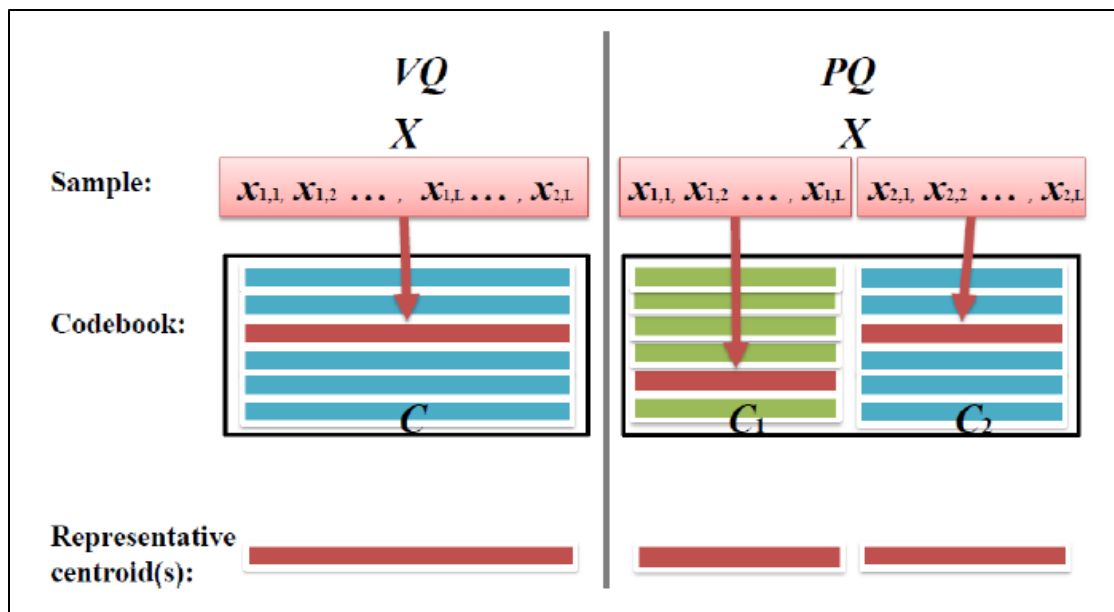 VQ
X
PQ
X
Sample:
x1,1, x1,2 ... , x1,L ... , x2,L
x1,1, x1,2 ... , x1,L
x2,1, x2,2 ... , x2,L
Codebook:
C
C1
C2
Representative
centroid(s):